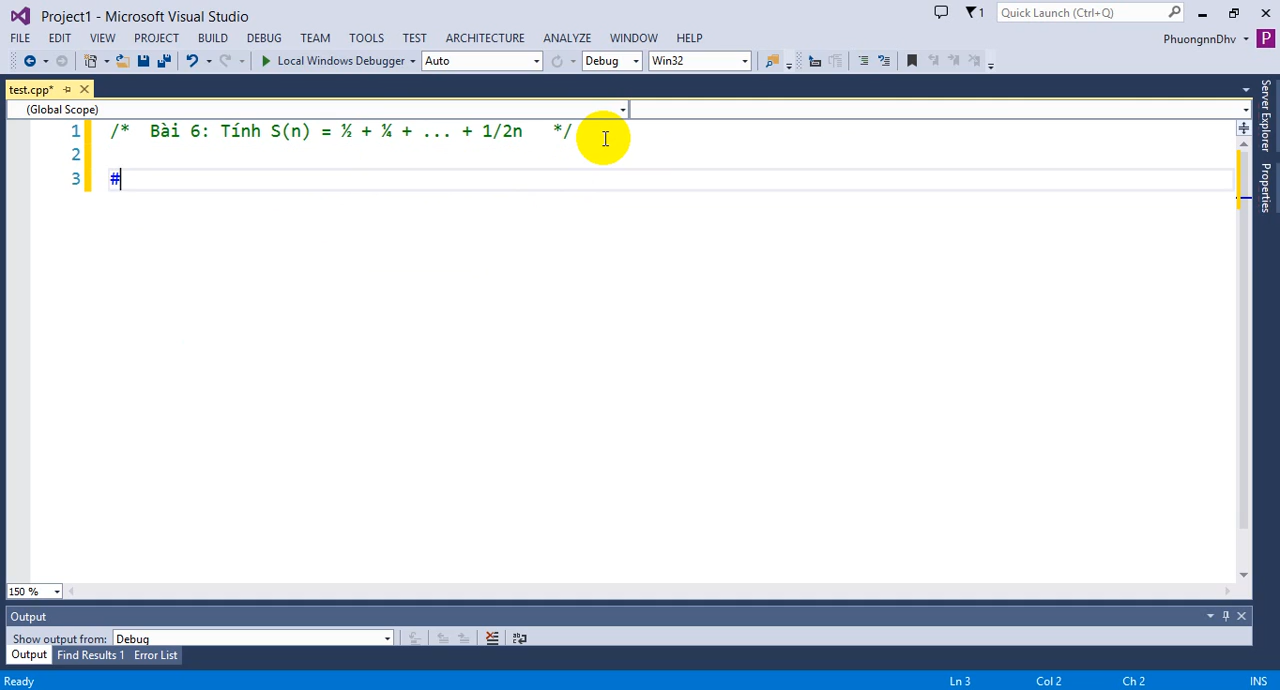 Project1 - Microsoft Visual Studio
1
Quick Launch (Ctrl+Q)
FILE EDIT VIEW PROJECT BUILD DEBUG TEAM TOOLS TEST ARCHITECTURE ANALYZE WINDOW HELP
PhuongnnDhv P
Local Windows Debugger Auto Debug Win32
test.cpp*
(Global Scope)
1 /* Bài 6: Tính S(n) = ½ + ¼ + ... + 1/2n */
2
3 #
Server Explorer
Properties
150 %
Output
Show output from: Debug
Output Find Results 1 Error List
Ready Ln 3 Col 2 Ch 2 INS